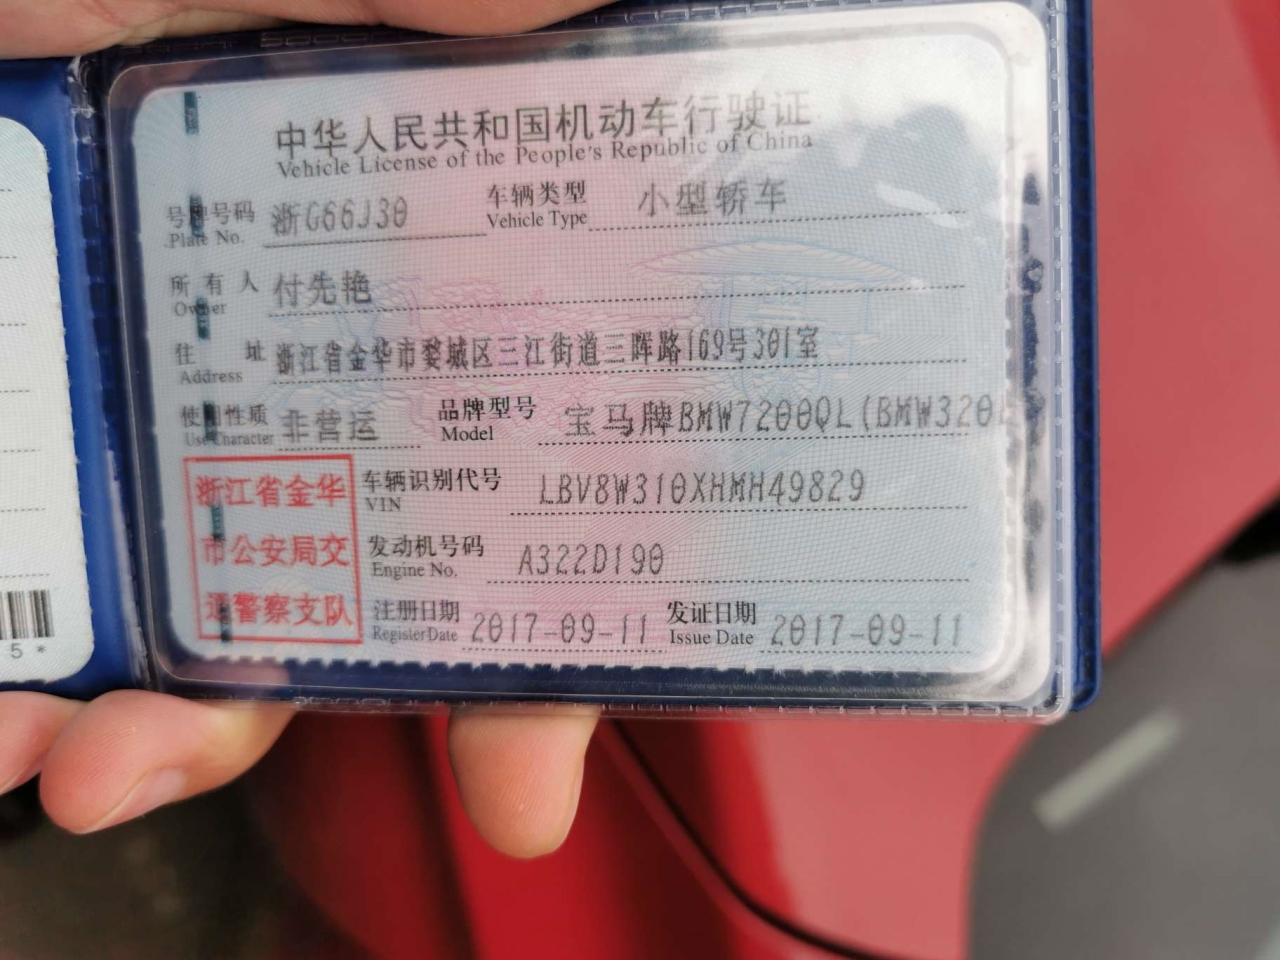 中华人民共和国机动车行驶证
Vehicle License of the People's Republic of China
号牌号码 浙G66J30 车辆类型 小型轿车
Plate No. Vehicle Type
所有人 付先艳
Owner
住址 浙江省金华市婺城区三江街道三晖路169号301室
Address
使用性质 非营运 品牌型号 宝马牌BMW7200QL(BMW320L
Use Character Model
浙江省金华 车辆识别代号 LBV8W310XHMH49829
VIN
市公安局交 发动机号码 A322D190
Engine No.
通警察支队 注册日期 2017-09-11 发证日期 2017-09-11
Register Date Issue Date
5 *